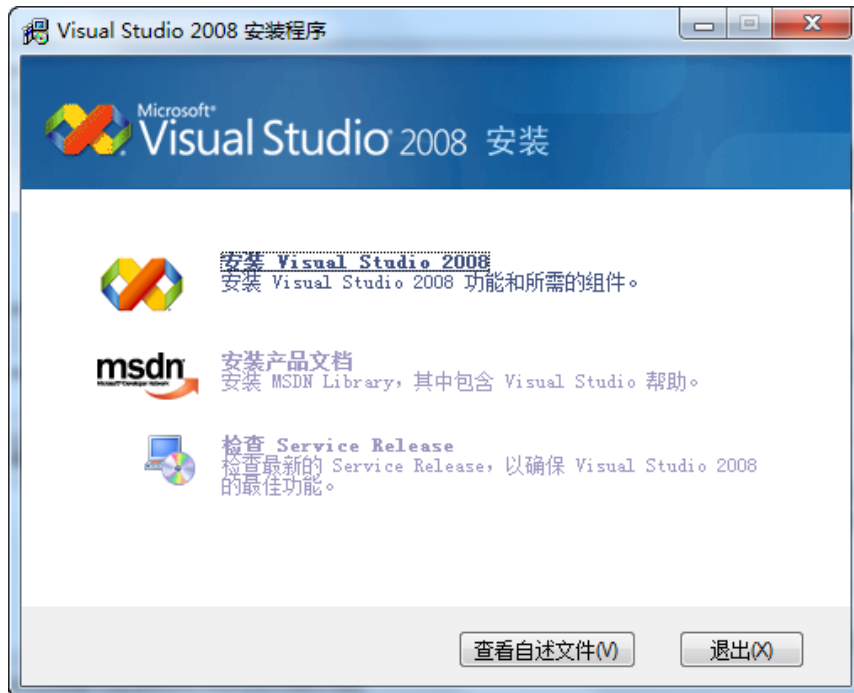 Visual Studio 2008 安装程序
Microsoft®
Visual Studio® 2008 安装
安装 Visual Studio 2008
安装 Visual Studio 2008 功能和所需的组件。
msdn
安装产品文档
安装 MSDN Library，其中包含 Visual Studio 帮助。
检查 Service Release
检查最新的 Service Release，以确保 Visual Studio 2008
的最佳功能。
查看自述文件(V)
退出(X)